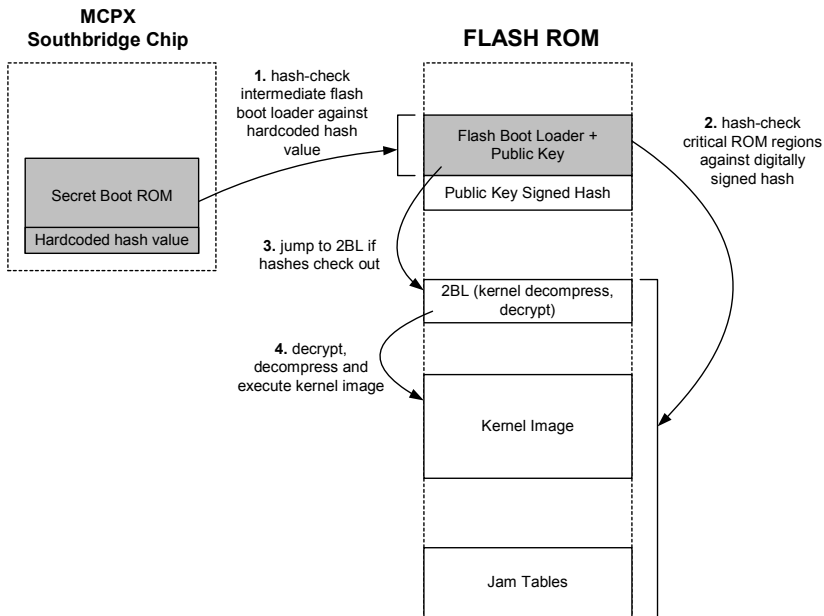 MCPX
Southbridge Chip
FLASH ROM
1. hash-check
intermediate flash
boot loader against
hardcoded hash
value
Flash Boot Loader +
Public Key
2. hash-check
critical ROM regions
against digitally
signed hash
Secret Boot ROM
Public Key Signed Hash
Hardcoded hash value
3. jump to 2BL if
hashes check out
2BL (kernel decompress,
decrypt)
4. decrypt,
decompress and
execute kernel image
Kernel Image
Jam Tables